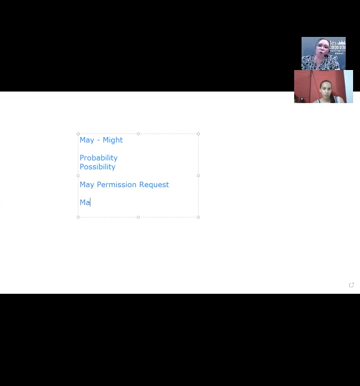 May - Might
Probability
Possibility
May Permission Request
Ma